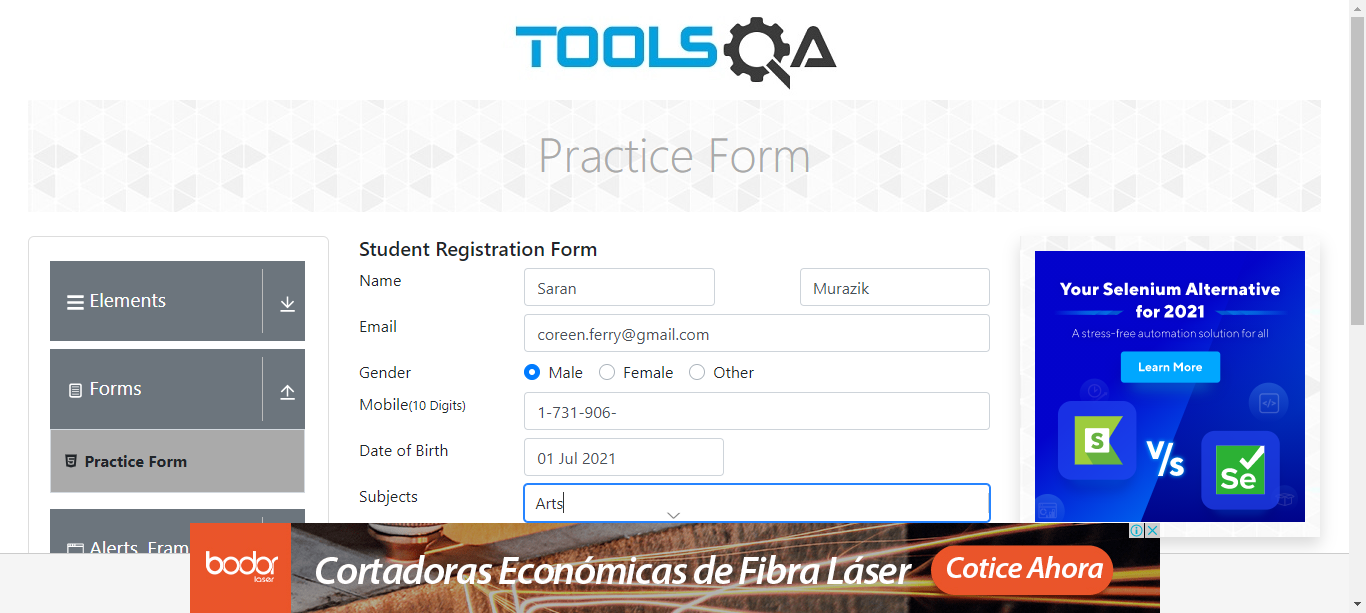 TOOLSQA
Practice Form
Elements
Forms
Practice Form
Alerts, Fram
Student Registration Form
Name
Saran
Murazik
Email
coreen.ferry@gmail.com
Gender
Male
Female
Other
Mobile(10 Digits)
1-731-906-
Date of Birth
01 Jul 2021
Subjects
Arts
Your Selenium Alternative
for 2021
A stress-free automation solution for all
Learn More
S
V/S
Se
bodor
laser
Cortadoras Económicas de Fibra Láser
Cotice Ahora